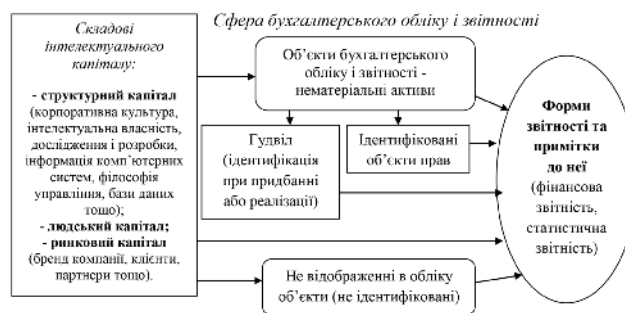 Складові
інтелектуального
капіталу:
- структурний капітал
(корпоративна культура,
інтелектуальна власність,
дослідження і розробки,
інформація комп’ютерних
систем, філософія
управління, бази даних
тощо);
- людський капітал;
- ринковий капітал
(бренд компанії, клієнти,
партнери тощо).
Сфера бухгалтерського обліку і звітності
Об’єкти бухгалтерського
обліку і звітності -
нематеріальні активи
Гудвіл
(ідентифікація
при придбанні
або реалізації)
Ідентифіковані
об’єкти прав
Не відображенні в обліку
об’єкти (не ідентифіковані)
Форми
звітності та
примітки
до неї
(фінансова
звітність,
статистична
звітність)